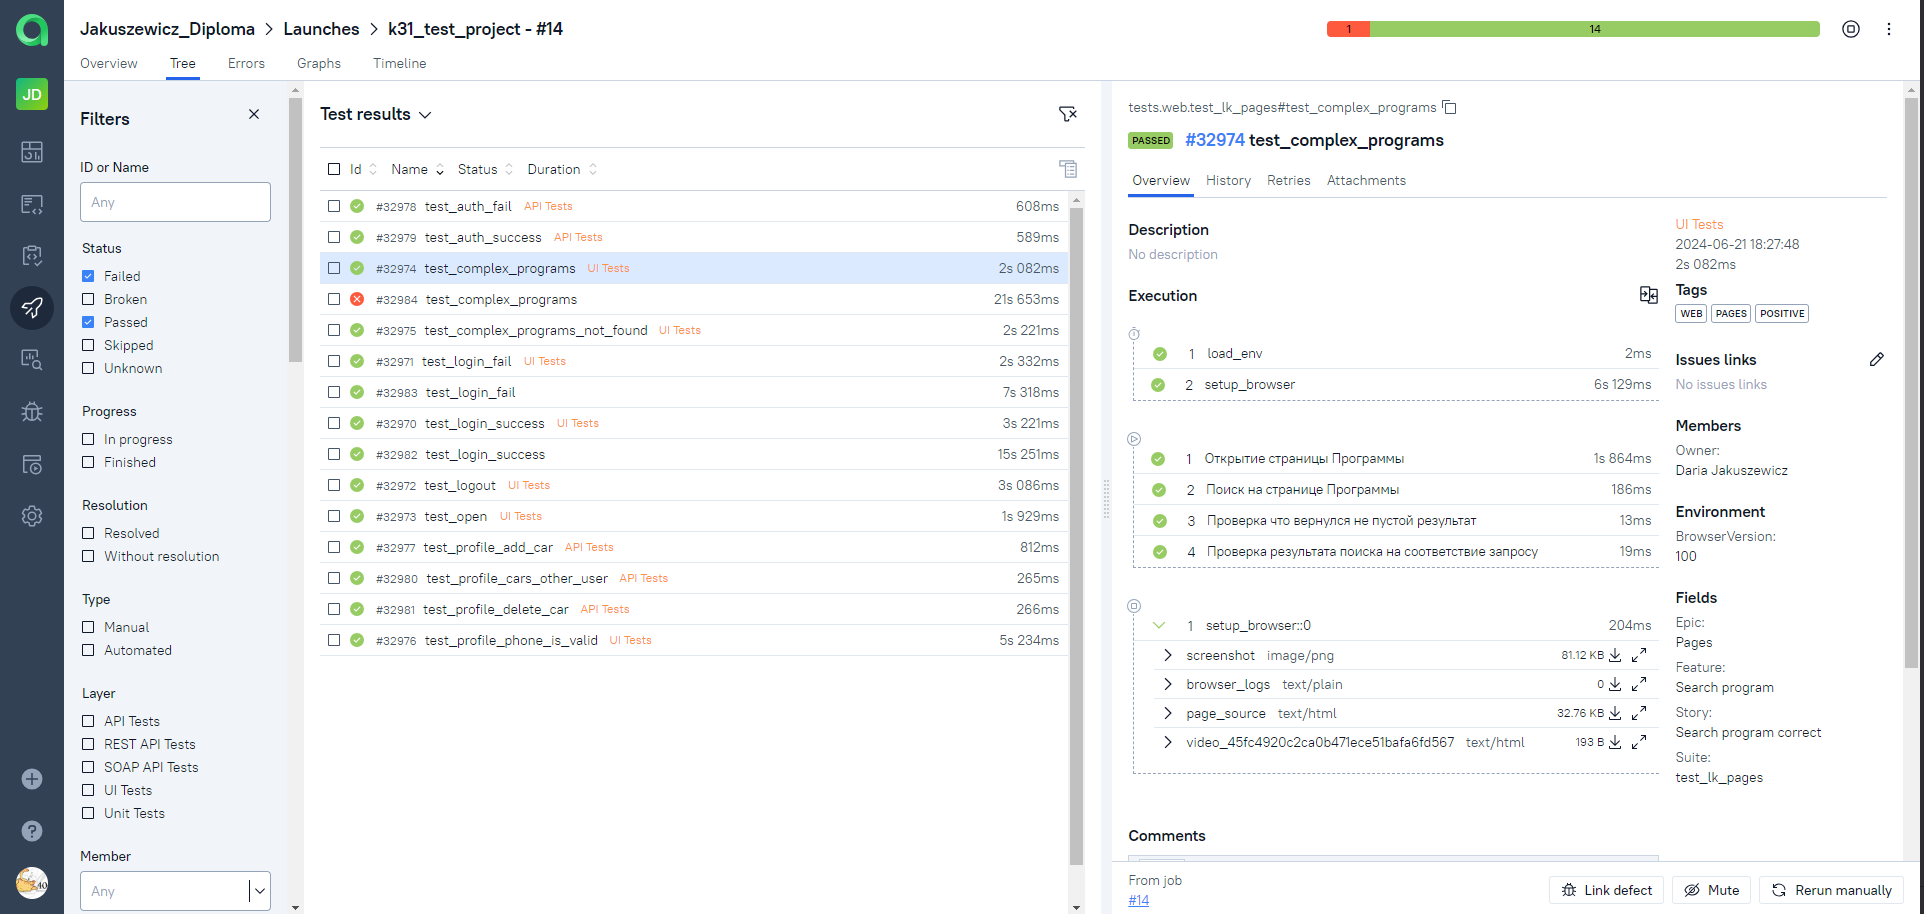 Jakuszewicz_Diploma > Launches > k31_test_project - #14
1 14
Overview Tree Errors Graphs Timeline
JD
Filters
ID or Name
Any
Status
Failed
Broken
Passed
Skipped
Unknown
Progress
In progress
Finished
Resolution
Resolved
Without resolution
Type
Manual
Automated
Layer
API Tests
REST API Tests
SOAP API Tests
UI Tests
Unit Tests
Member
Any
Test results
Id Name Status Duration
#32978 test_auth_fail API Tests 608ms
#32979 test_auth_success API Tests 589ms
#32974 test_complex_programs UI Tests 2s 082ms
#32984 test_complex_programs 21s 653ms
#32975 test_complex_programs_not_found UI Tests 2s 221ms
#32971 test_login_fail UI Tests 2s 332ms
#32983 test_login_fail 7s 318ms
#32970 test_login_success UI Tests 3s 221ms
#32982 test_login_success 15s 251ms
#32972 test_logout UI Tests 3s 086ms
#32973 test_open UI Tests 1s 929ms
#32977 test_profile_add_car API Tests 812ms
#32980 test_profile_cars_other_user API Tests 265ms
#32981 test_profile_delete_car API Tests 266ms
#32976 test_profile_phone_is_valid UI Tests 5s 234ms
tests.web.test_lk_pages#test_complex_programs
PASSED #32974 test_complex_programs
Overview History Retries Attachments
Description
No description
Execution
1 load_env 2ms
2 setup_browser 6s 129ms
1 Открытие страницы Программы 1s 864ms
2 Поиск на странице Программы 186ms
3 Проверка что вернулся не пустой результат 13ms
4 Проверка результата поиска на соответствие запросу 19ms
1 setup_browser::0 204ms
screenshot image/png 81.12 KB
browser_logs text/plain 0
page_source text/html 32.76 KB
video_45fc4920c2ca0b471ece51bafa6fd567 text/html 193 B
Comments
UI Tests
2024-06-21 18:27:48
2s 082ms
Tags
WEB PAGES POSITIVE
Issues links
No issues links
Members
Owner:
Daria Jakuszewicz
Environment
BrowserVersion:
100
Fields
Epic:
Pages
Feature:
Search program
Story:
Search program correct
Suite:
test_lk_pages
From job
#14
Link defect Mute Rerun manually